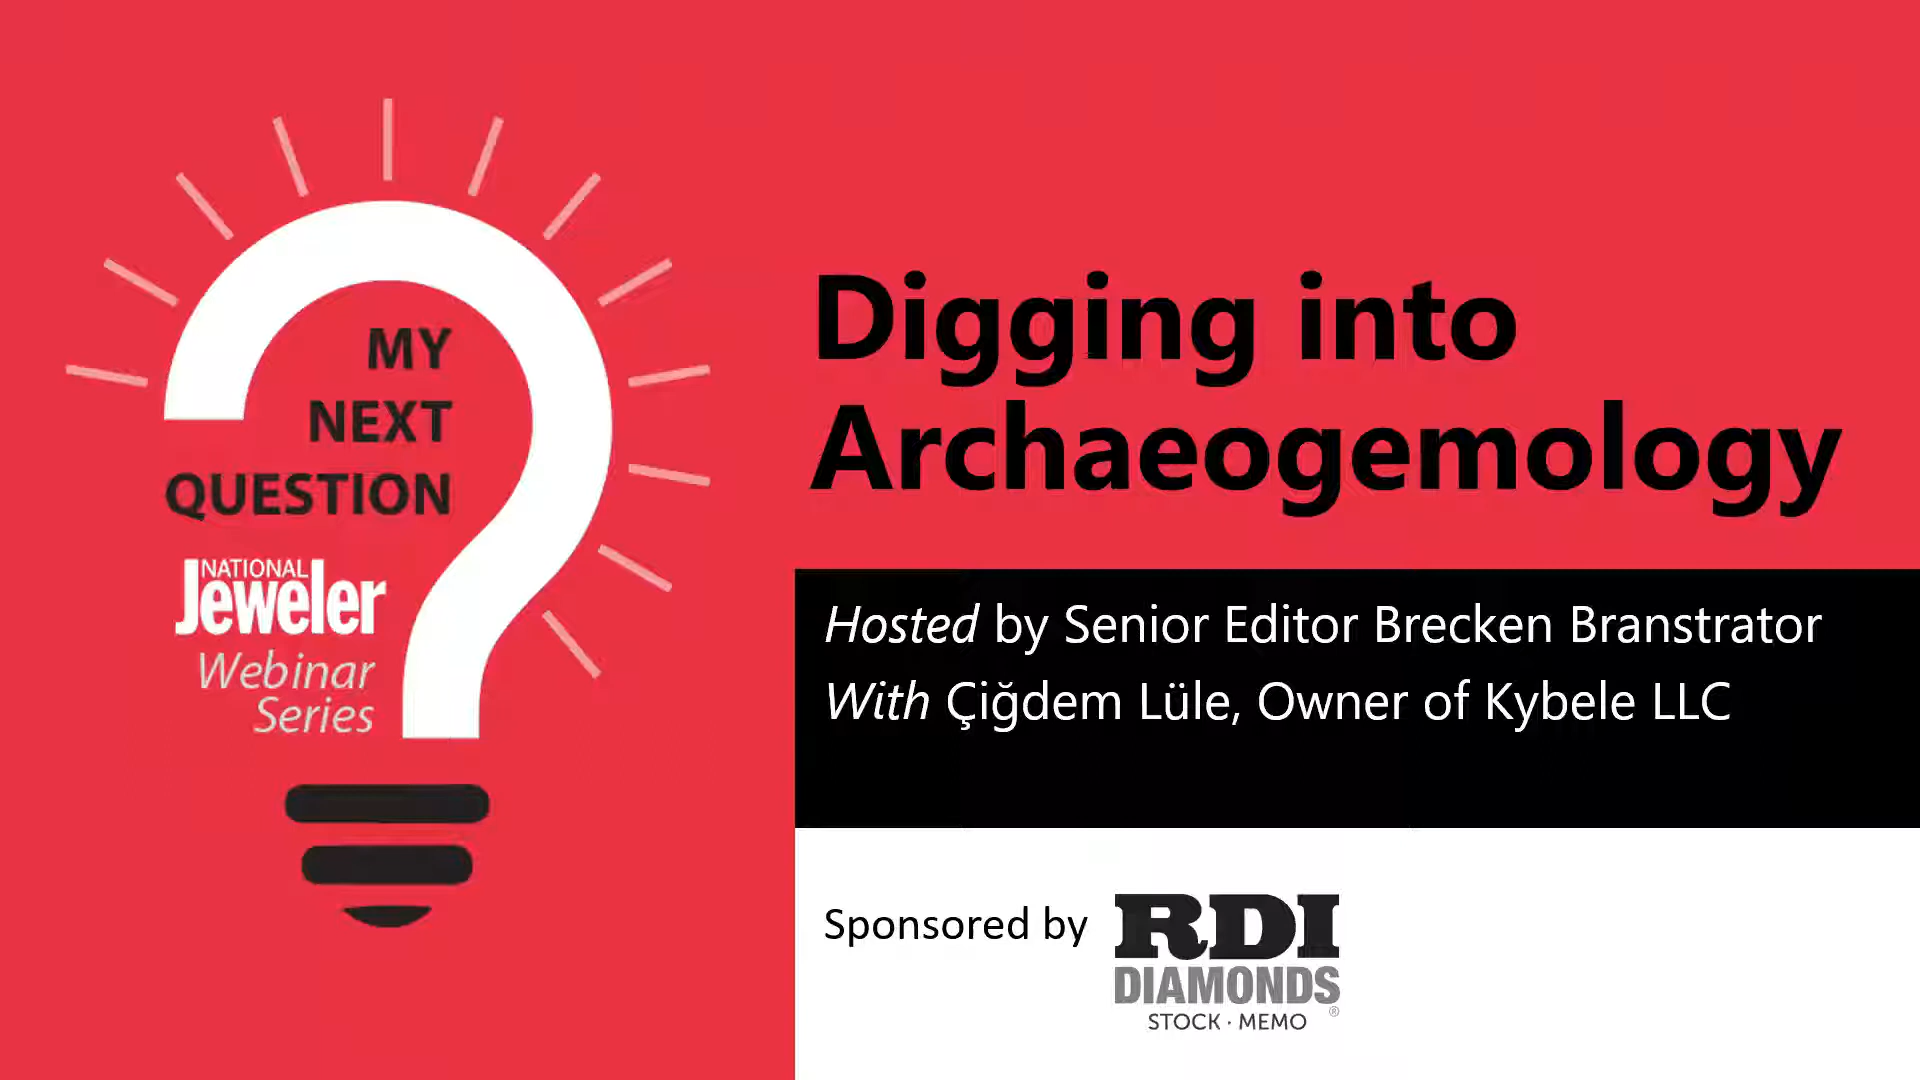 MY
NEXT
QUESTION
NATIONAL
Jeweler
Webinar
Series
Digging into
Archaeogemology
Hosted by Senior Editor Brecken Branstrator
With Çiğdem Lüle, Owner of Kybele LLC
Sponsored by
RDI
DIAMONDS®
STOCK · MEMO